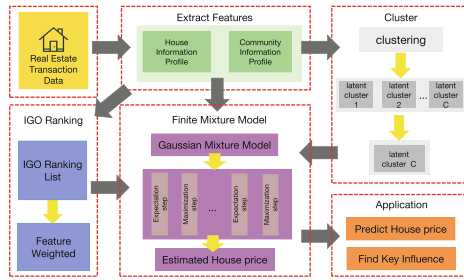 Extract Features
Cluster
Real Estate
Transaction
Data
House
Information
Profile
Community
Information
Profile
clustering
latent
cluster
1
latent
cluster
2
...
latent
cluster
C
latent
cluster C
IGO Ranking
IGO Ranking
List
Feature
Weighted
Finite Mixture Model
Gaussian Mixture Model
Expectation
step
Maximization
step
...
Expectation
step
Maximization
step
Estimated House price
Application
Predict House price
Find Key Influence